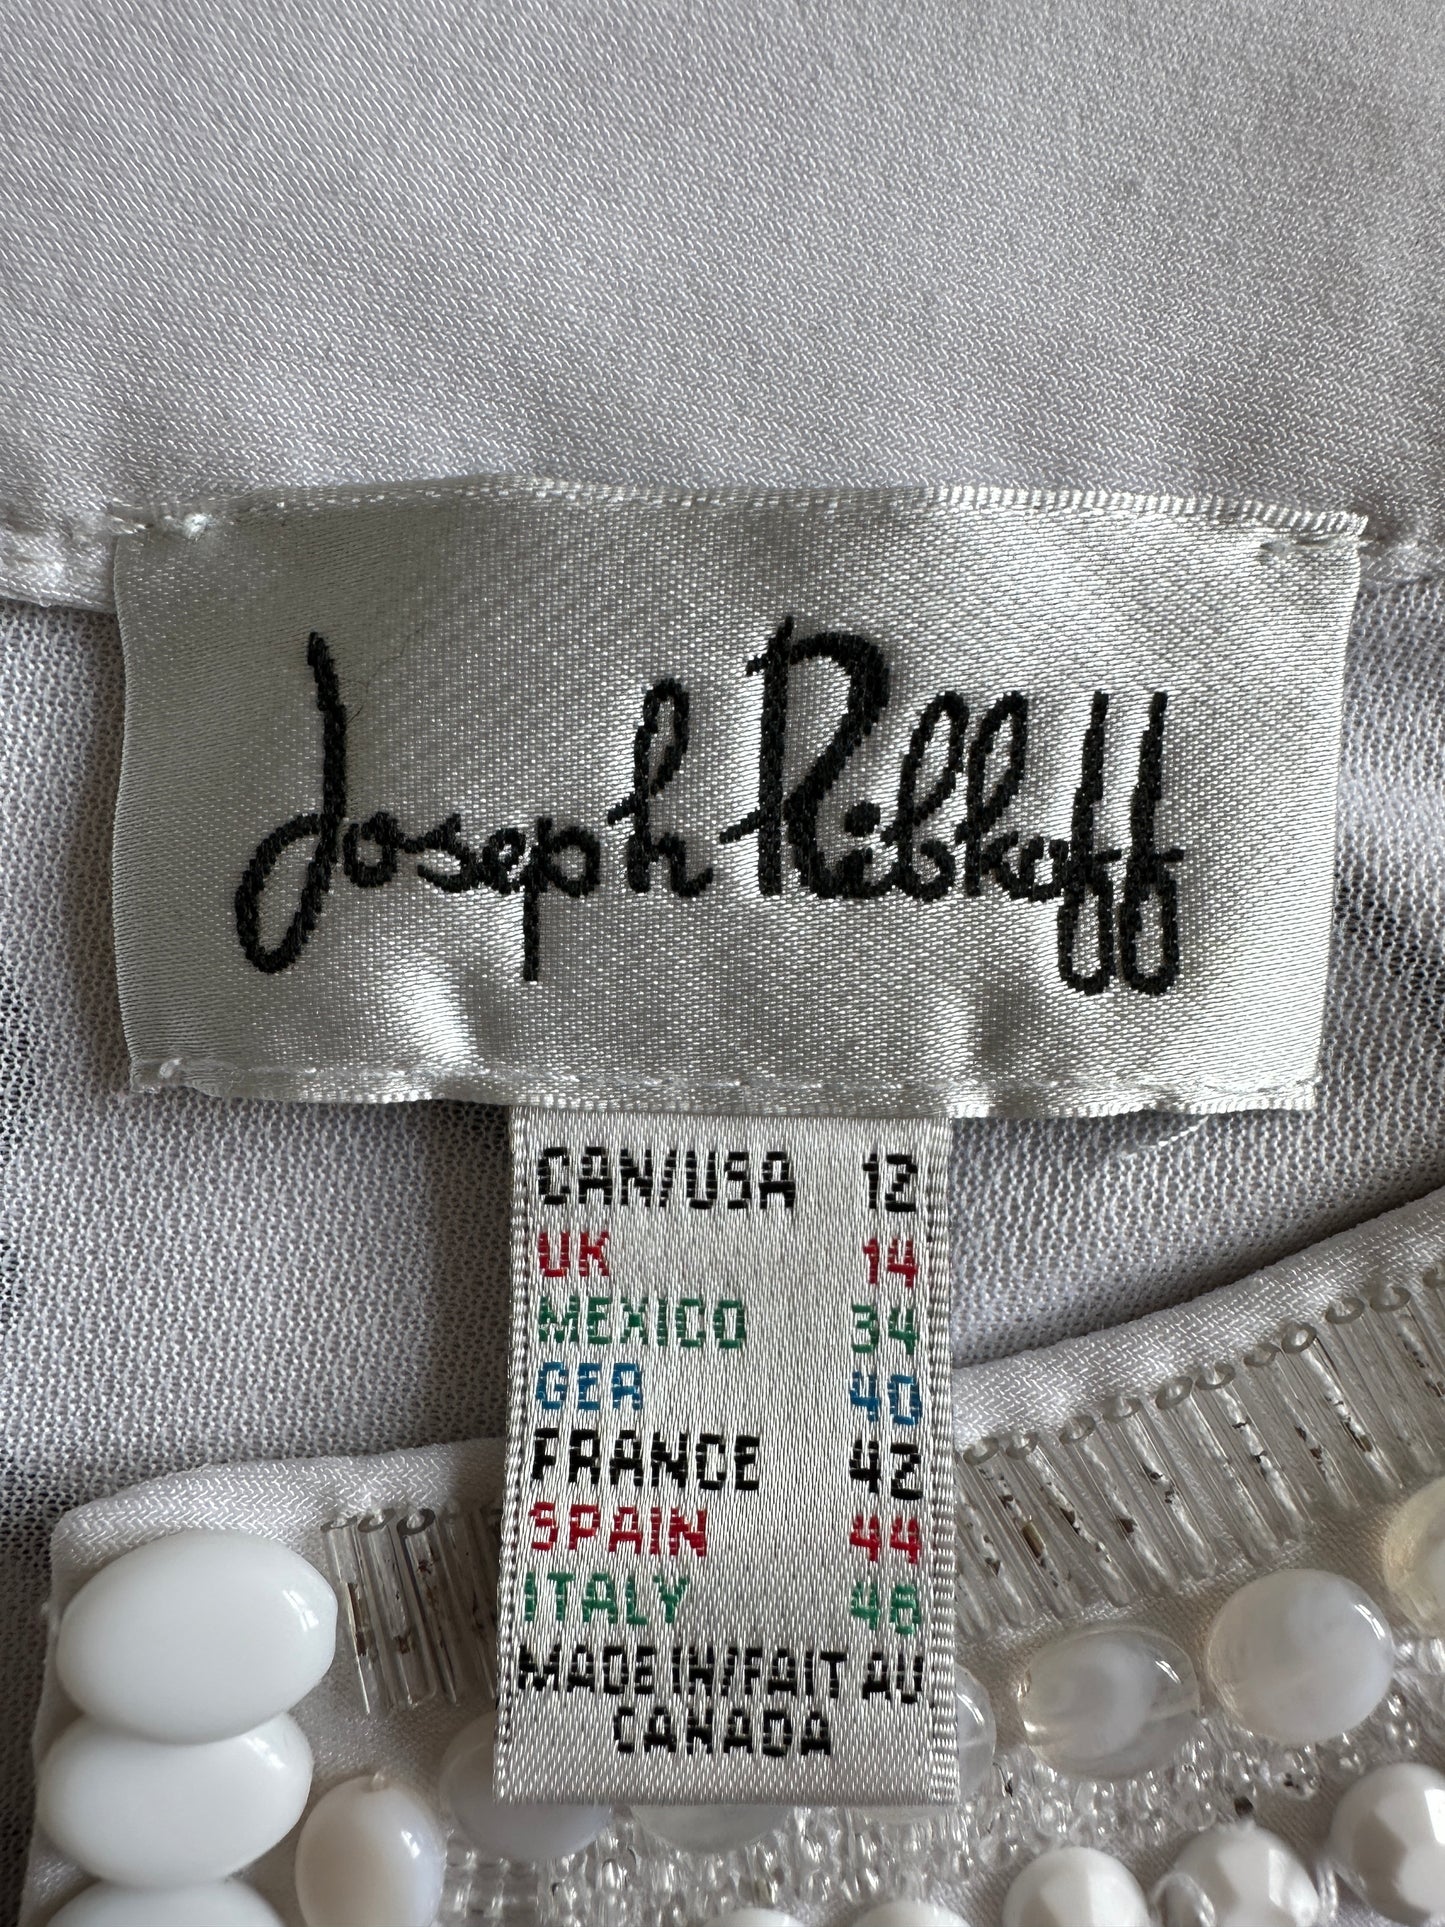 Joseph Ribkoff
CAN/USA 12
UK 14
MEXICO 34
GER 40
FRANCE 42
SPAIN 44
ITALY 46
MADE IN/FAIT AU
CANADA